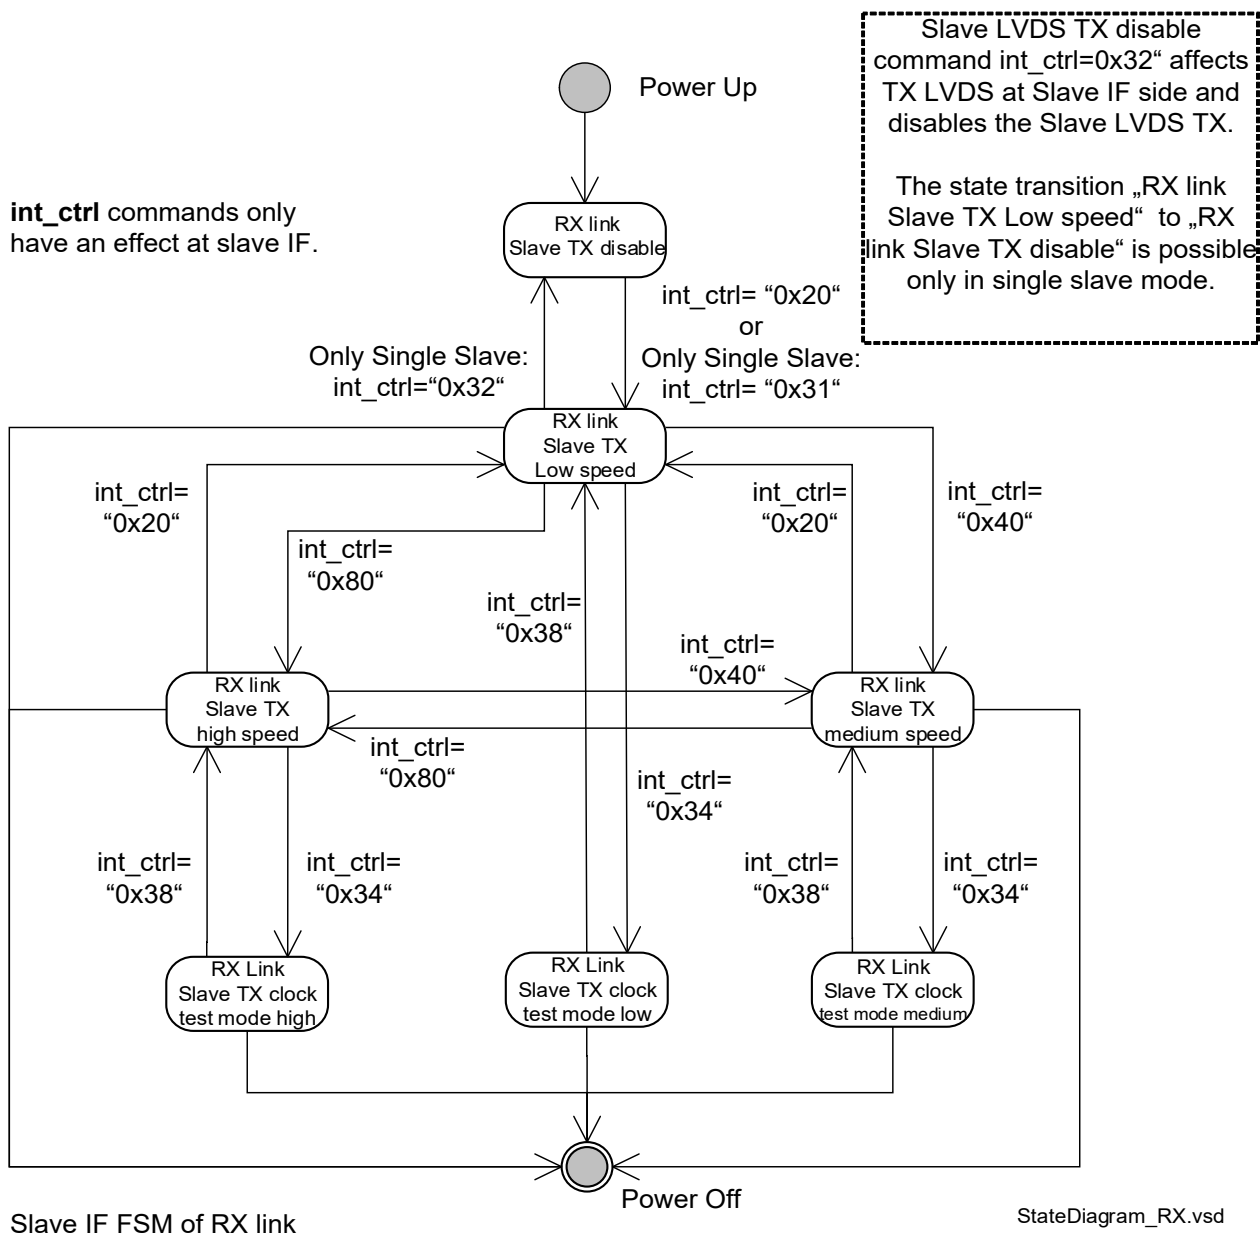 Slave LVDS TX disable
command int_ctrl=0x32“ affects
TX LVDS at Slave IF side and
disables the Slave LVDS TX.
The state transition „RX link
Slave TX Low speed“ to „RX
link Slave TX disable“ is possible
only in single slave mode.
Power Up
int_ctrl commands only
have an effect at slave IF.
RX link
Slave TX disable
int_ctrl= “0x20“
or
Only Single Slave:
int_ctrl= “0x31“
Only Single Slave:
int_ctrl=“0x32“
RX link
Slave TX
Low speed
int_ctrl=
“0x20“
int_ctrl=
“0x80“
int_ctrl=
“0x38“
int_ctrl=
“0x20“
int_ctrl=
“0x40“
int_ctrl=
“0x40“
RX link
Slave TX
high speed
RX link
Slave TX
medium speed
int_ctrl=
“0x80“
int_ctrl=
“0x34“
int_ctrl=
“0x38“
int_ctrl=
“0x34“
int_ctrl=
“0x38“
int_ctrl=
“0x34“
RX Link
Slave TX clock
test mode high
RX Link
Slave TX clock
test mode low
RX Link
Slave TX clock
test mode medium
Power Off
Slave IF FSM of RX link
StateDiagram_RX.vsd